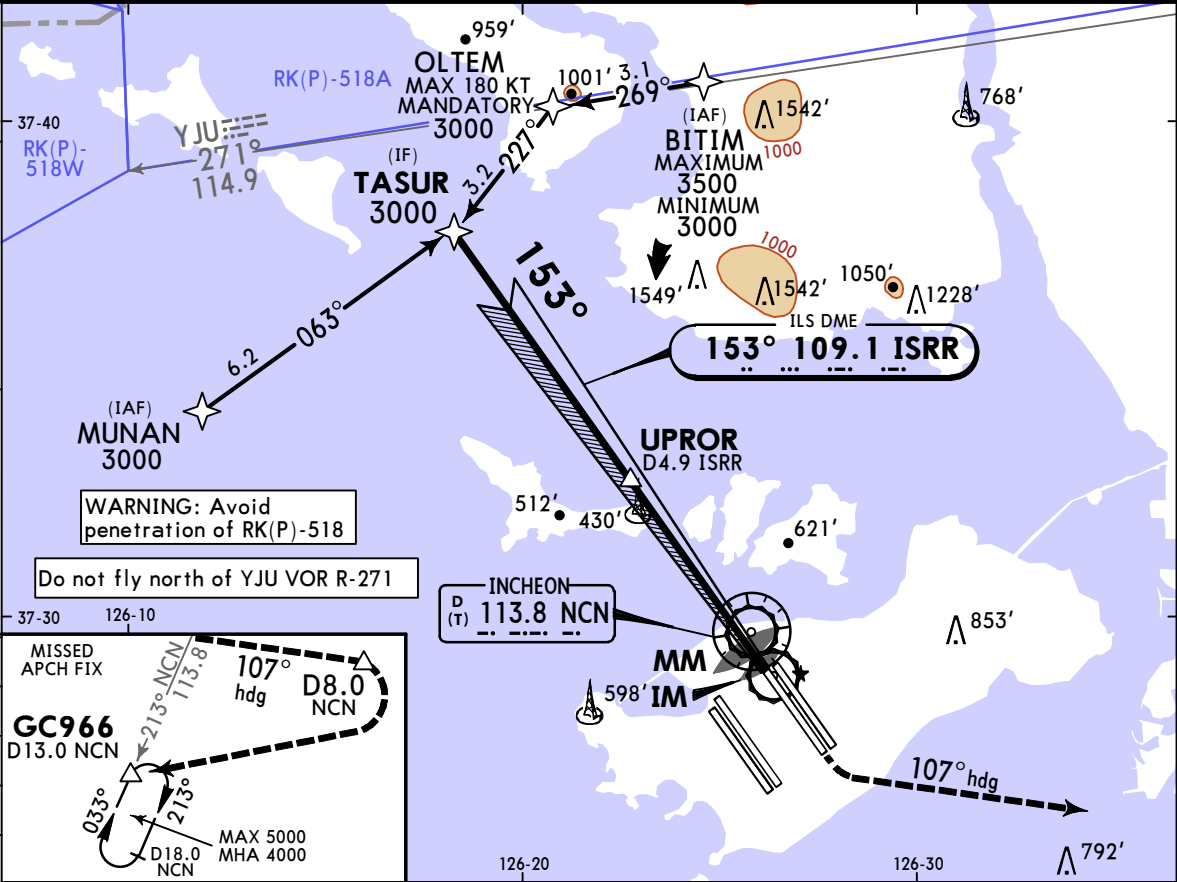 959'
OLTEM
MAX 180 KT
MANDATORY
3000
RK(P)-518A
1001'
3.1
269°
1542'
1000
768'
37-40
RK(P)-
518W
YJU
271°
114.9
(IF)
TASUR
3000
3.2
227°
(IAF)
BITIM
MAXIMUM
3500
MINIMUM
3000
153°
1549'
1000
1542'
1050'
1228'
ILS DME
153° 109.1 ISRR
6.2
063°
(IAF)
MUNAN
3000
UPROR
D4.9 ISRR
512'
430'
621'
WARNING: Avoid
penetration of RK(P)-518
Do not fly north of YJU VOR R-271
37-30
126-10
INCHEON
D
(T)
113.8 NCN
853'
MM
IM
598'
MISSED
APCH FIX
213° NCN
113.8
107°
hdg
D8.0
NCN
GC966
D13.0 NCN
033°
213°
MAX 5000
MHA 4000
D18.0
NCN
107° hdg
126-20
126-30
792'